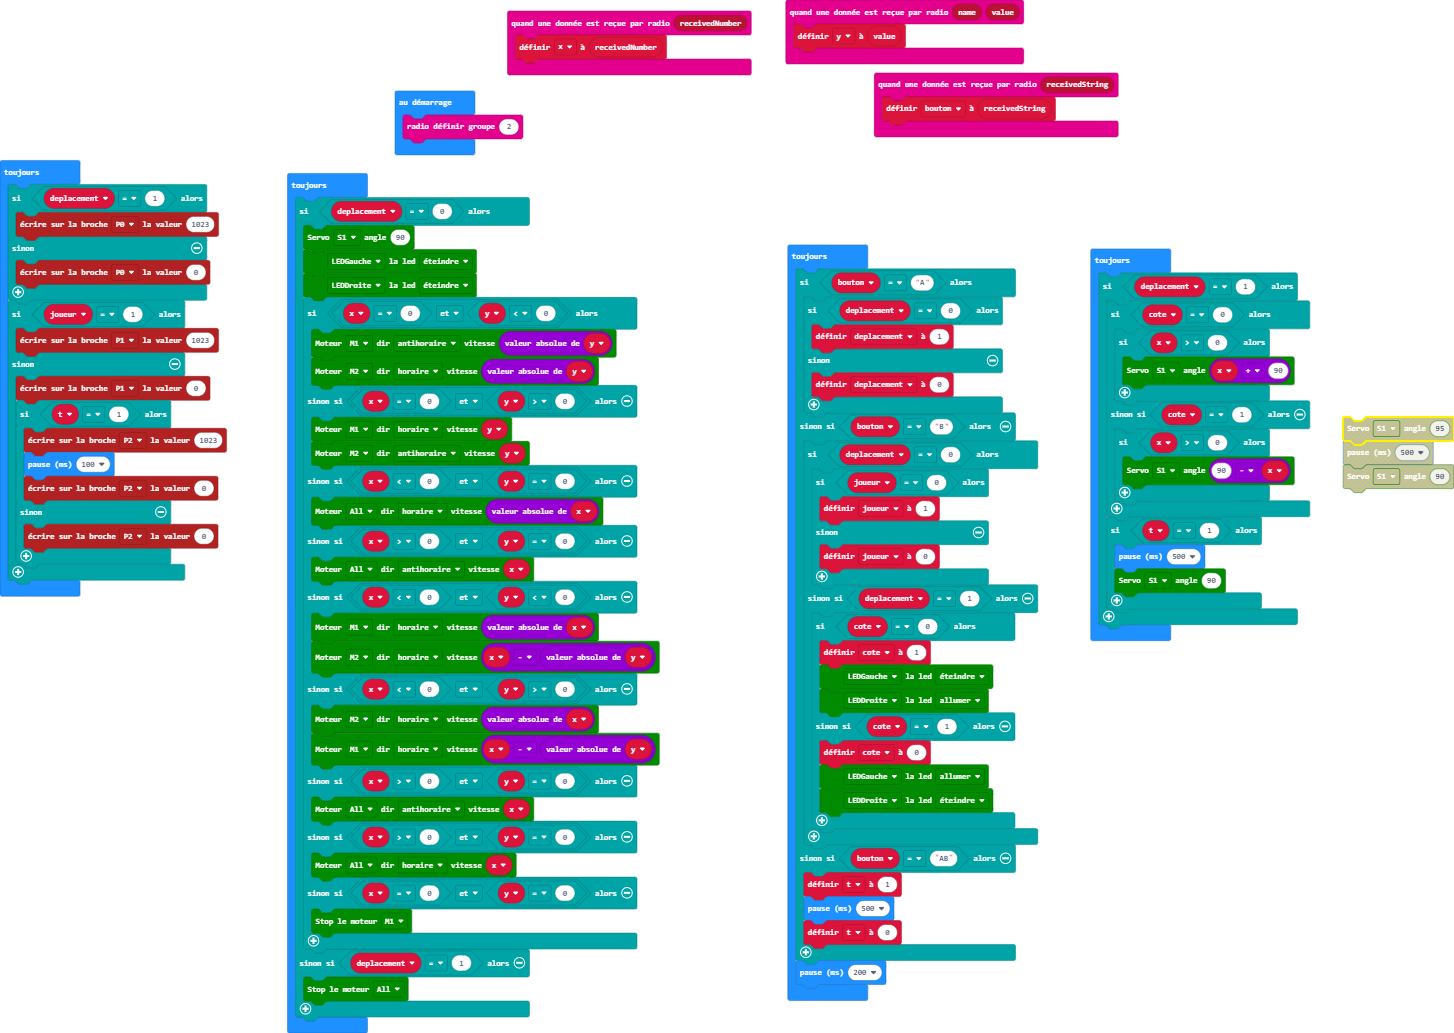 quand une donnée est reçue par radio receivedNumber
définir x à receivedNumber
quand une donnée est reçue par radio name value
définir y à value
quand une donnée est reçue par radio receivedString
définir bouton à receivedString
au démarrage
radio définir groupe 2
toujours
si deplacement = 1 alors
écrire sur la broche P0 la valeur 1023
sinon
écrire sur la broche P0 la valeur 0
si joueur = 1 alors
écrire sur la broche P1 la valeur 1023
sinon
écrire sur la broche P1 la valeur 0
si t = 1 alors
écrire sur la broche P2 la valeur 1023
pause (ms) 100
écrire sur la broche P2 la valeur 0
sinon
écrire sur la broche P2 la valeur 0
toujours
si deplacement = 0 alors
Servo S1 angle 90
LEDGauche la led éteindre
LEDDroite la led éteindre
si x = 0 et y < 0 alors
Moteur M1 dir antihoraire vitesse valeur absolue de y
Moteur M2 dir horaire vitesse valeur absolue de y
sinon si x = 0 et y > 0 alors
Moteur M1 dir horaire vitesse y
Moteur M2 dir antihoraire vitesse y
sinon si x < 0 et y = 0 alors
Moteur All dir horaire vitesse valeur absolue de x
sinon si x > 0 et y = 0 alors
Moteur All dir antihoraire vitesse x
sinon si x < 0 et y < 0 alors
Moteur M1 dir horaire vitesse valeur absolue de x
Moteur M2 dir horaire vitesse x - valeur absolue de y
sinon si x < 0 et y > 0 alors
Moteur M2 dir horaire vitesse valeur absolue de x
Moteur M1 dir horaire vitesse x - valeur absolue de y
sinon si x > 0 et y = 0 alors
Moteur All dir antihoraire vitesse x
sinon si x > 0 et y = 0 alors
Moteur All dir horaire vitesse x
sinon si x = 0 et y = 0 alors
Stop le moteur M1
sinon si deplacement = 1 alors
Stop le moteur All
toujours
si bouton = "A" alors
si deplacement = 0 alors
définir deplacement à 1
sinon
définir deplacement à 0
sinon si bouton = "B" alors
si deplacement = 0 alors
si joueur = 0 alors
définir joueur à 1
sinon
définir joueur à 0
sinon si deplacement = 1 alors
si cote = 0 alors
définir cote à 1
LEDGauche la led éteindre
LEDDroite la led allumer
sinon si cote = 1 alors
définir cote à 0
LEDGauche la led allumer
LEDDroite la led éteindre
sinon si bouton = "AB" alors
définir t à 1
pause (ms) 500
définir t à 0
pause (ms) 200
toujours
si deplacement = 1 alors
si cote = 0 alors
si x > 0 alors
Servo S1 angle x + 90
sinon si cote = 1 alors
si x > 0 alors
Servo S1 angle 90 - x
si t = 1 alors
pause (ms) 500
Servo S1 angle 90
Servo S1 angle 95
pause (ms) 500
Servo S1 angle 90